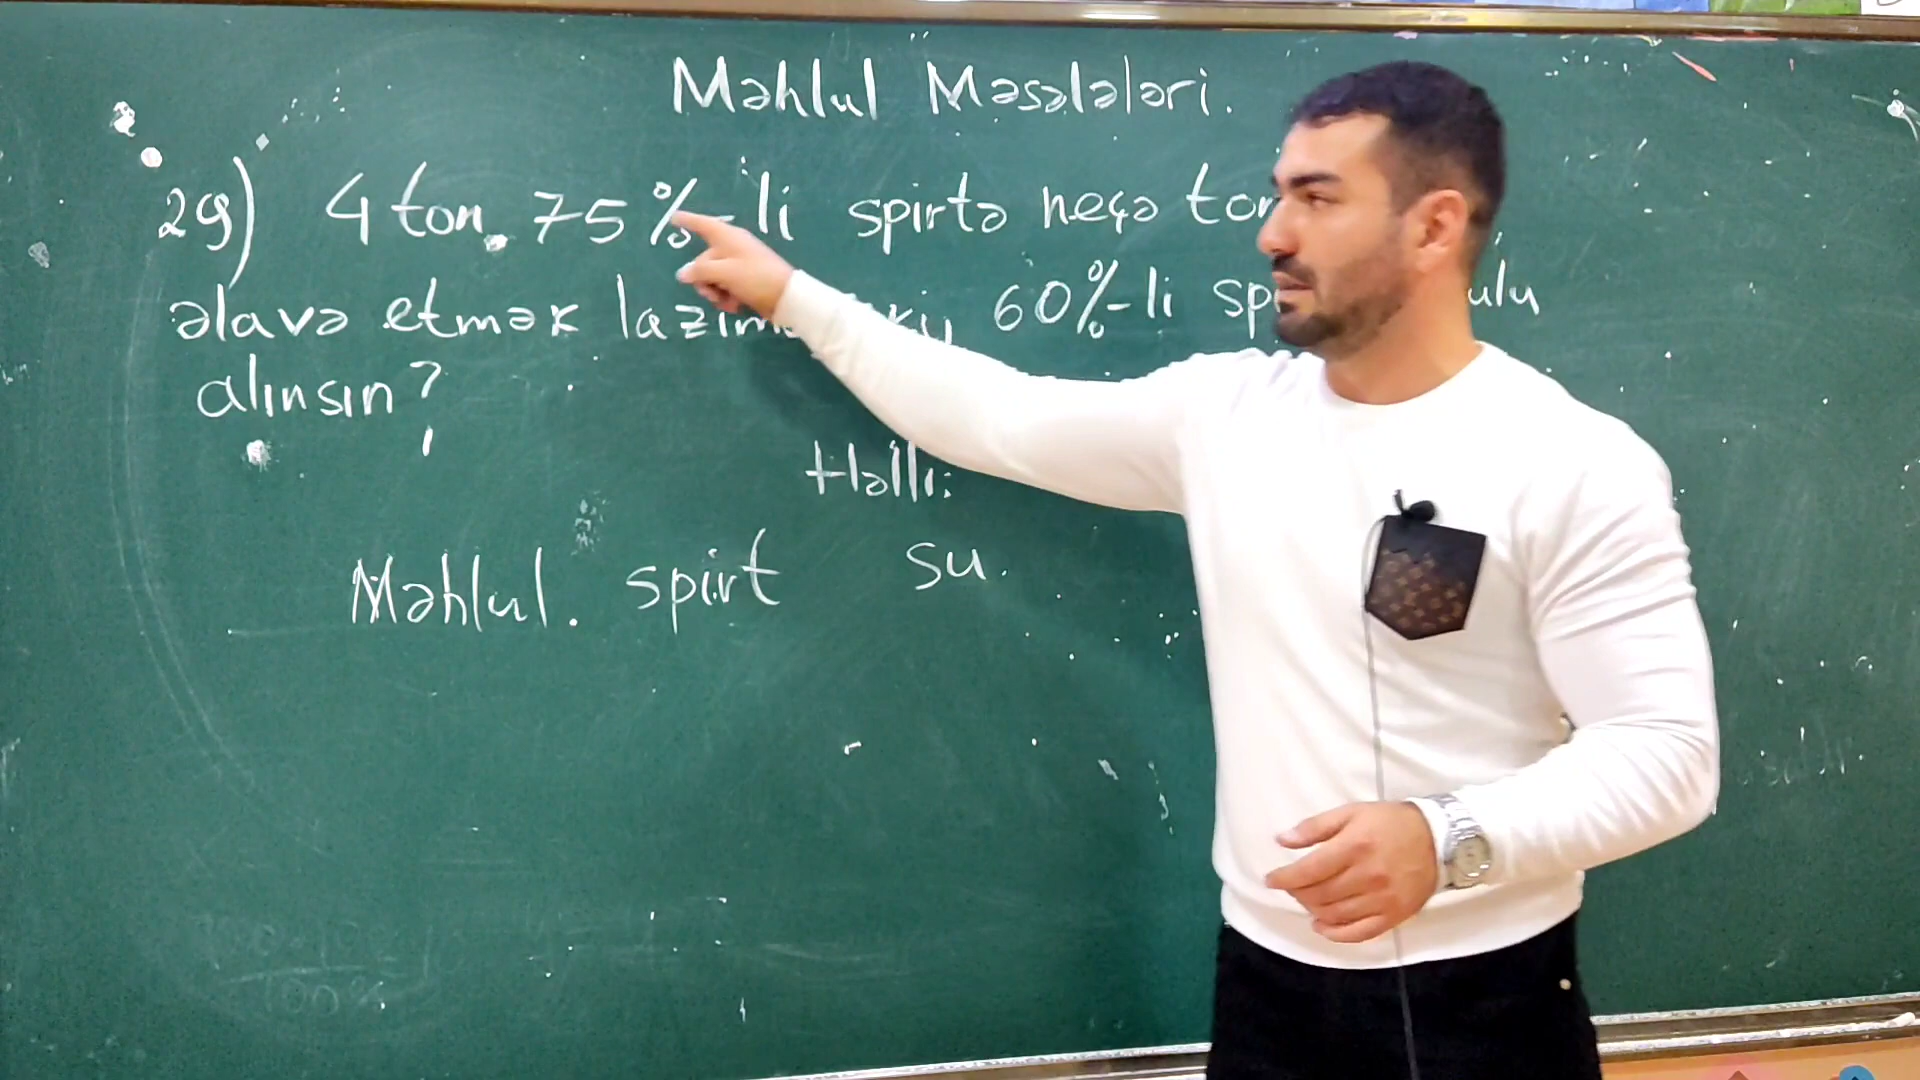 Məhlul Məsələləri.
29) 4 ton 75%-li spirtə neçə ton
əlavə etmək lazım 60%-li
alınsın?
Həlli:
Məhlul. spirt su.